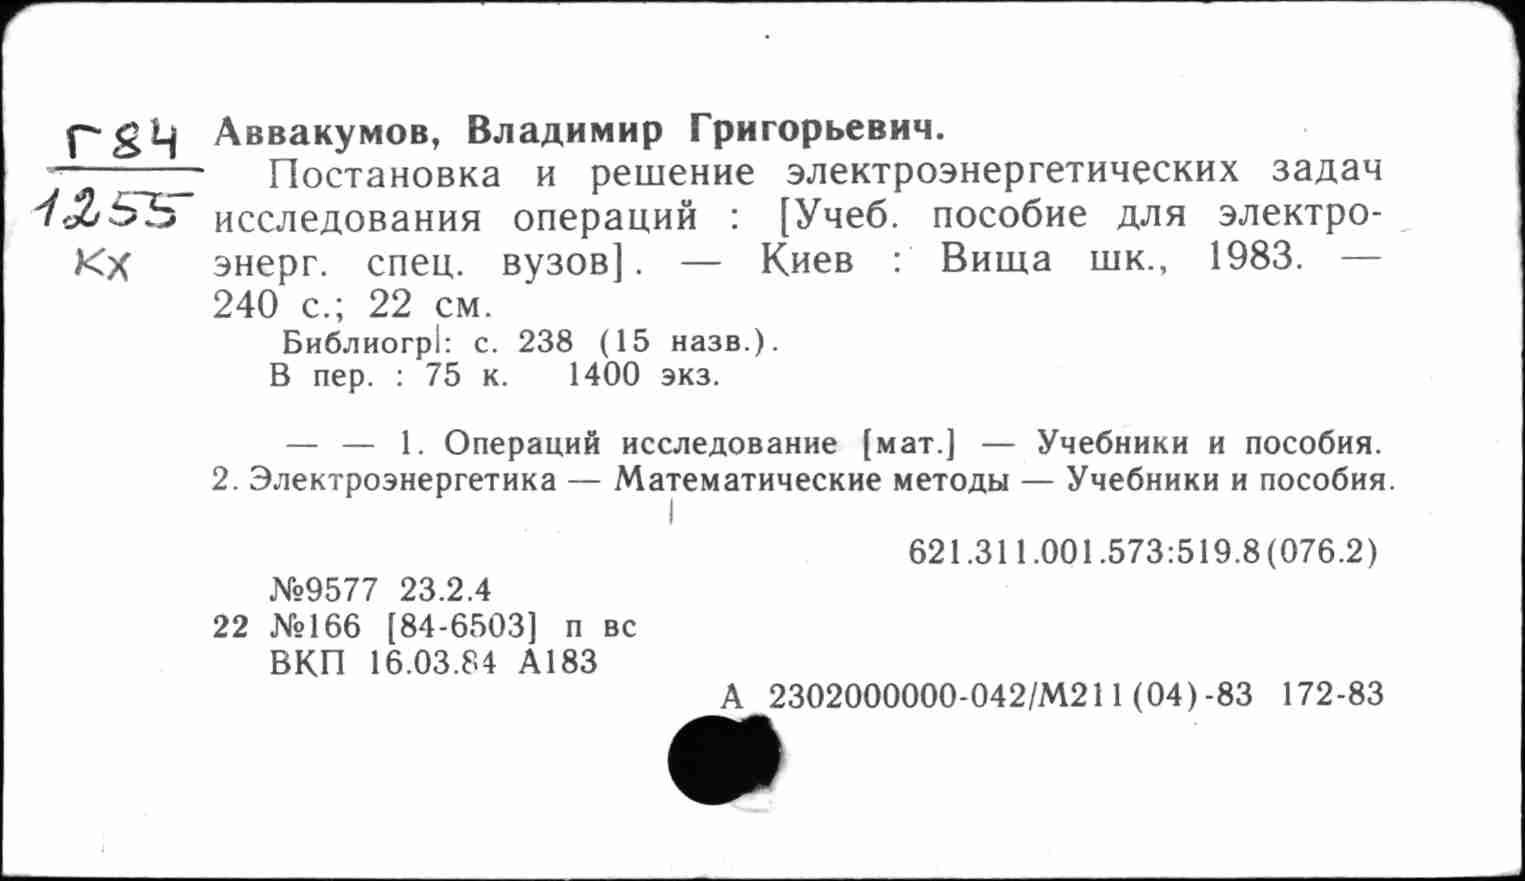 Г 84
1255
Кх
Аввакумов, Владимир Григорьевич.
Постановка и решение электроэнергетических задач
исследования операций : [Учеб. пособие для электро-
энерг. спец. вузов]. — Киев : Вища шк., 1983. —
240 с.; 22 см.
Библиогр: с. 238 (15 назв.).
В пер. : 75 к. 1400 экз.
— — 1. Операций исследование [мат.] — Учебники и пособия.
2. Электроэнергетика — Математические методы — Учебники и пособия.
621.311.001.573:519.8(076.2)
№9577 23.2.4
22 №166 [84-6503] п вс
ВКП 16.03.84 А183
А 2302000000-042/М211(04)-83 172-83